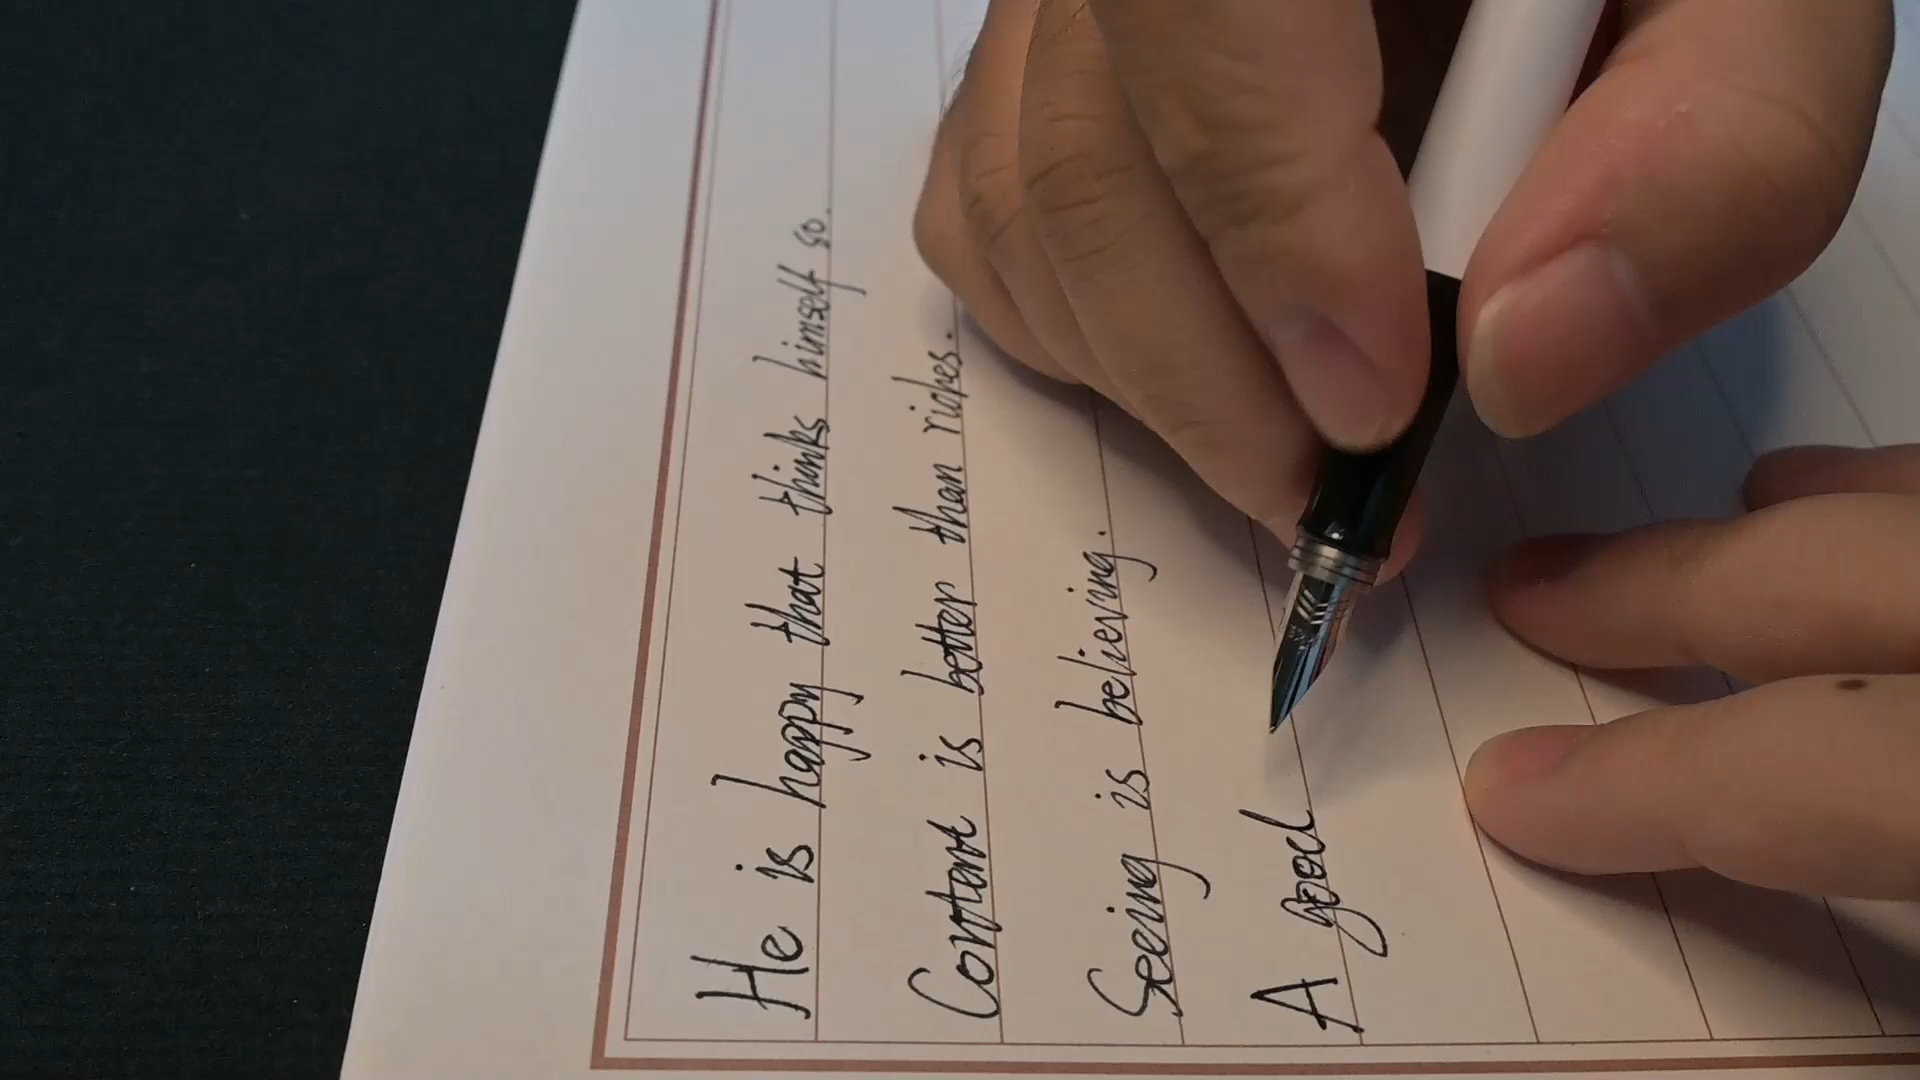 He is happy that thinks himself so.
Content is better than riches.
Seeing is believing.
A good